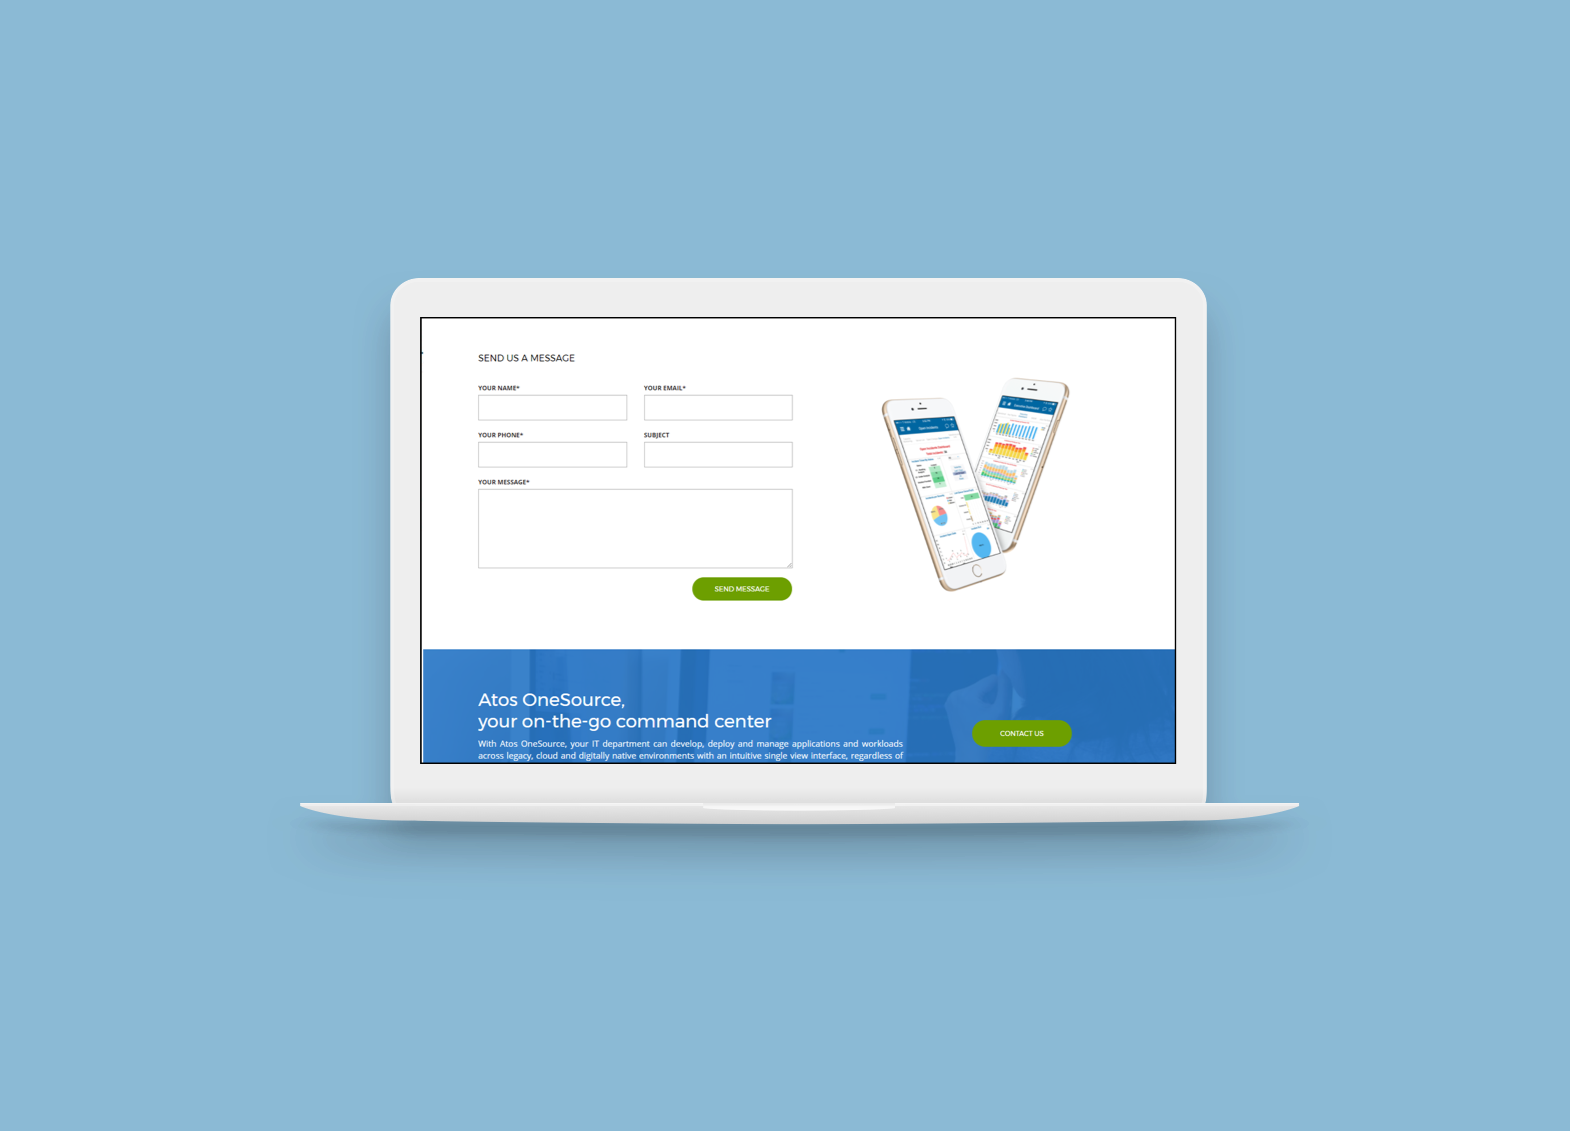 SEND US A MESSAGE
YOUR NAME*
YOUR EMAIL*
YOUR PHONE*
SUBJECT
YOUR MESSAGE*
SEND MESSAGE
Atos OneSource,
your on-the-go command center
With Atos OneSource, your IT department can develop, deploy and manage applications and workloads
across legacy, cloud and digitally native environments with an intuitive single view interface, regardless of
CONTACT US